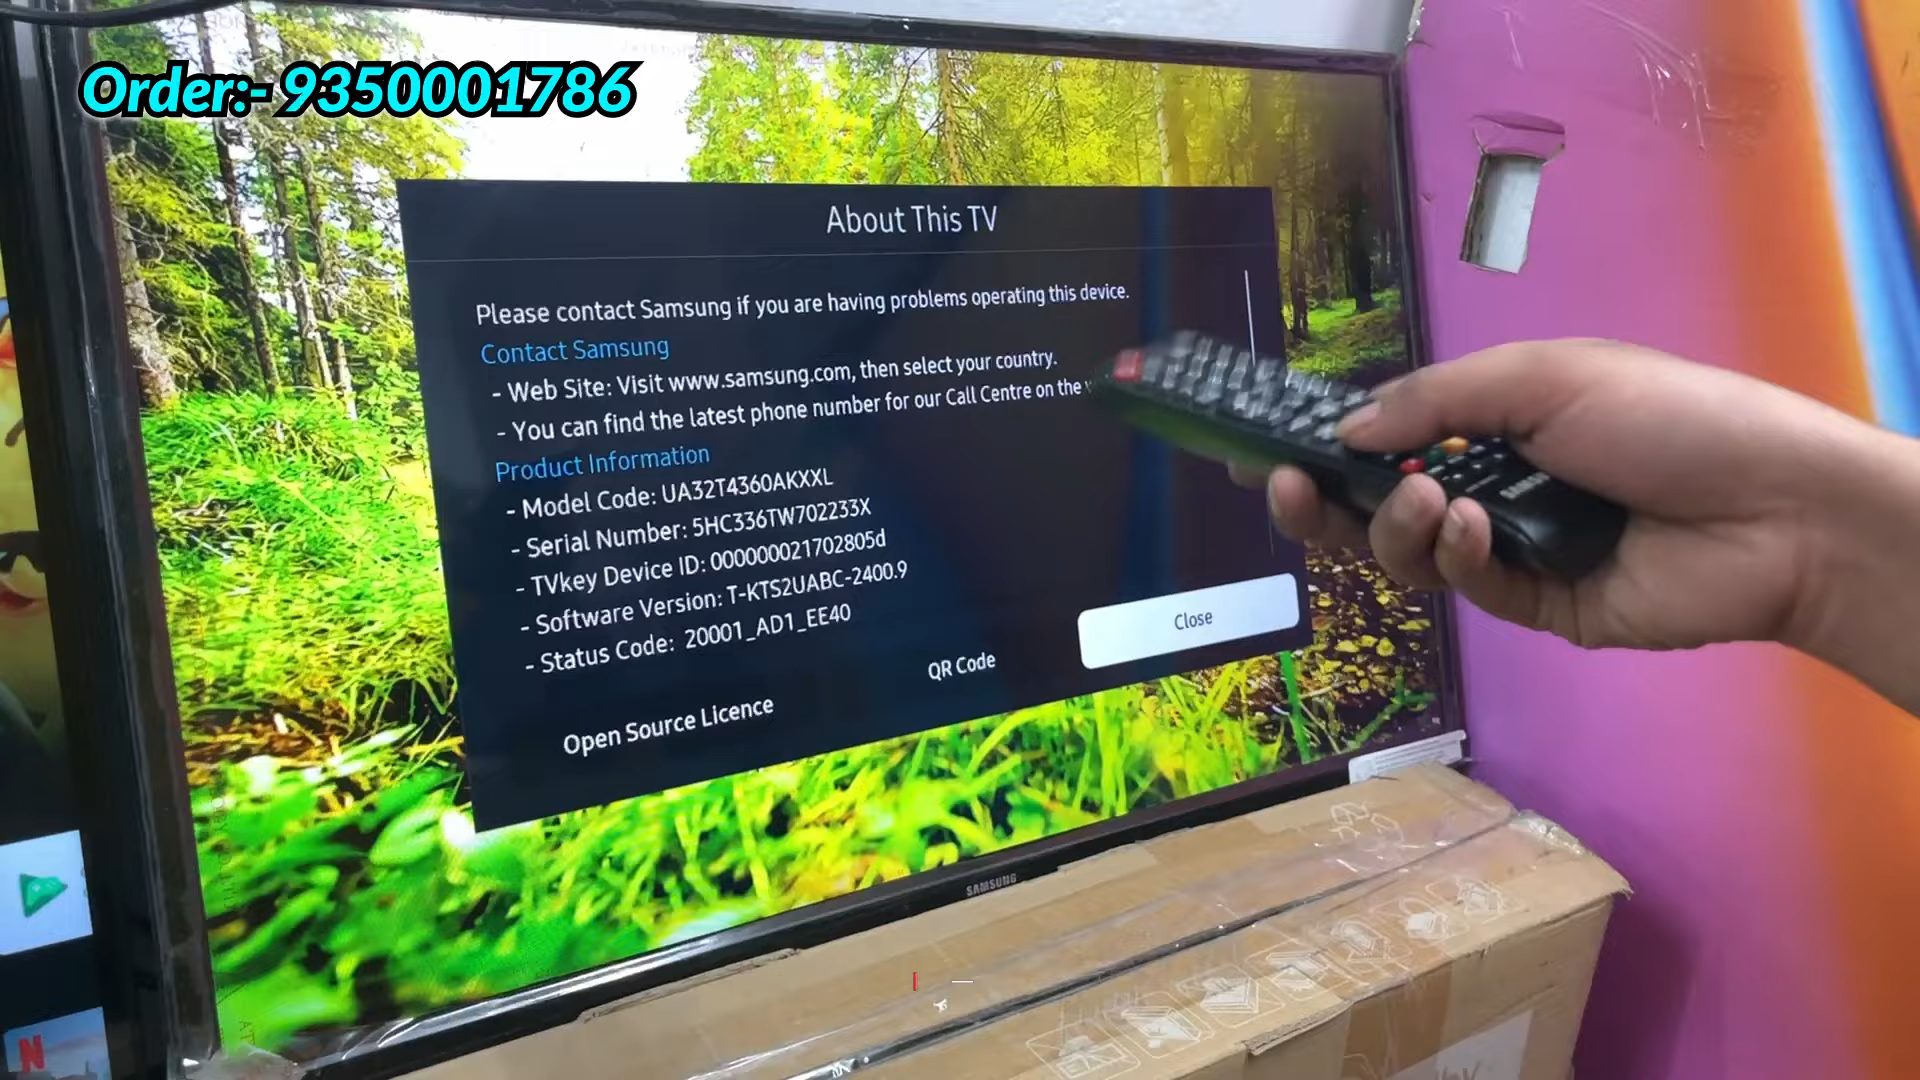 Order:- 9350001786
About This TV
Please contact Samsung if you are having problems operating this device.
Contact Samsung
- Web Site: Visit www.samsung.com, then select your country.
- You can find the latest phone number for our Call Centre on the
Product Information
- Model Code: UA32T4360AKXXL
- Serial Number: 5HC336TW702233X
- TVkey Device ID: 000000021702805d
- Software Version: T-KTS2UABC-2400.9
- Status Code: 20001_AD1_EE40
Open Source Licence
QR Code
Close
SAMSUNG
N